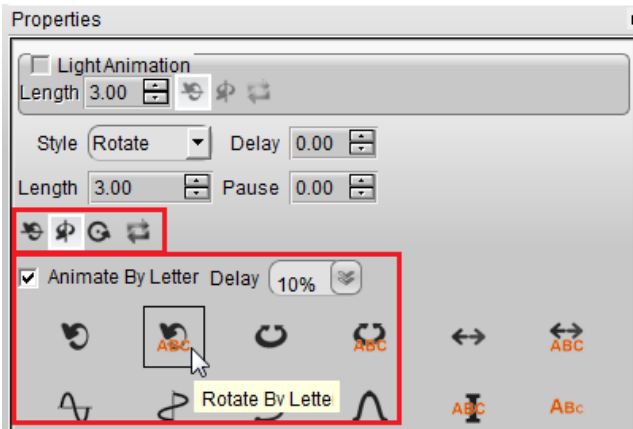 Properties
Light Animation
Length 3.00
Style Rotate Delay 0.00
Length 3.00 Pause 0.00
Animate By Letter Delay 10%
ABC ABC ABC
Rotate By Lette
ABC ABc